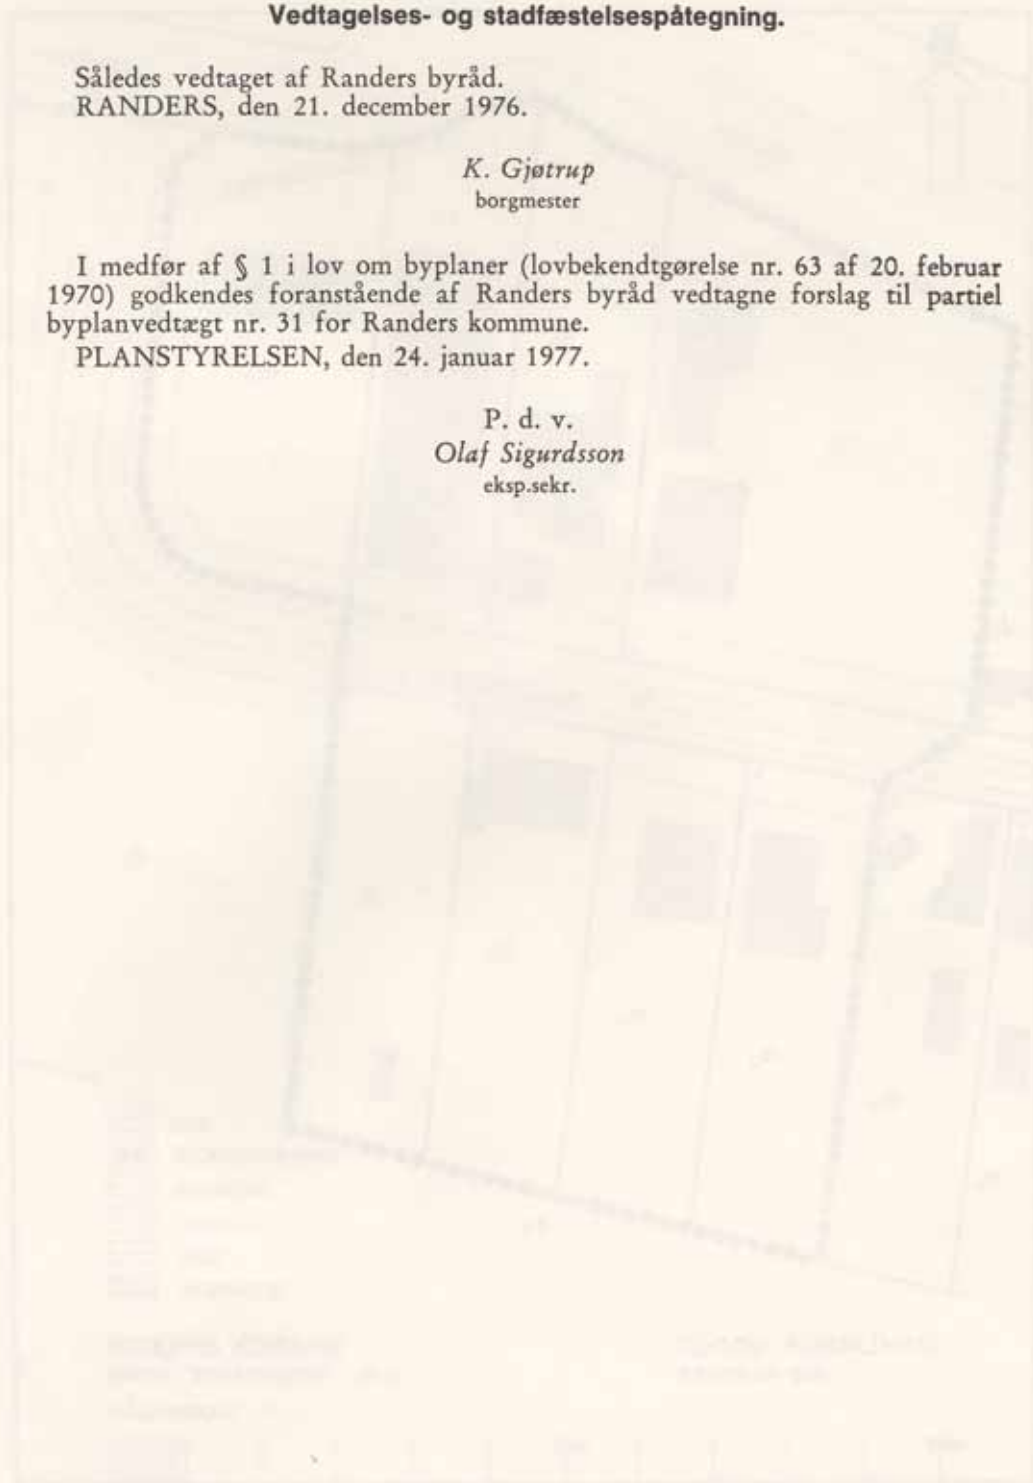 Vedtagelses- og stadfæstelsespåtegning.
Således vedtaget af Randers byråd.
RANDERS, den 21. december 1976.
K. Gjøtrup
borgmester
I medfør af § 1 i lov om byplaner (lovbekendtgørelse nr. 63 af 20. februar
1970) godkendes foranstående af Randers byråd vedtagne forslag til partiel
byplanvedtægt nr. 31 for Randers kommune.
PLANSTYRELSEN, den 24. januar 1977.
P. d. v.
Olaf Sigurdsson
eksp.sekr.